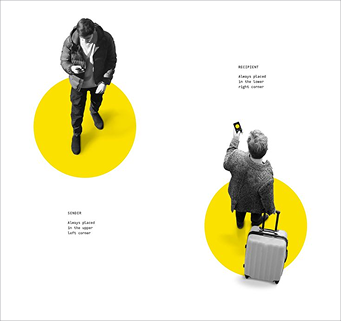 RECIPIENT
Always placed
in the lower
right corner
SENDER
Always placed
in the upper
left corner